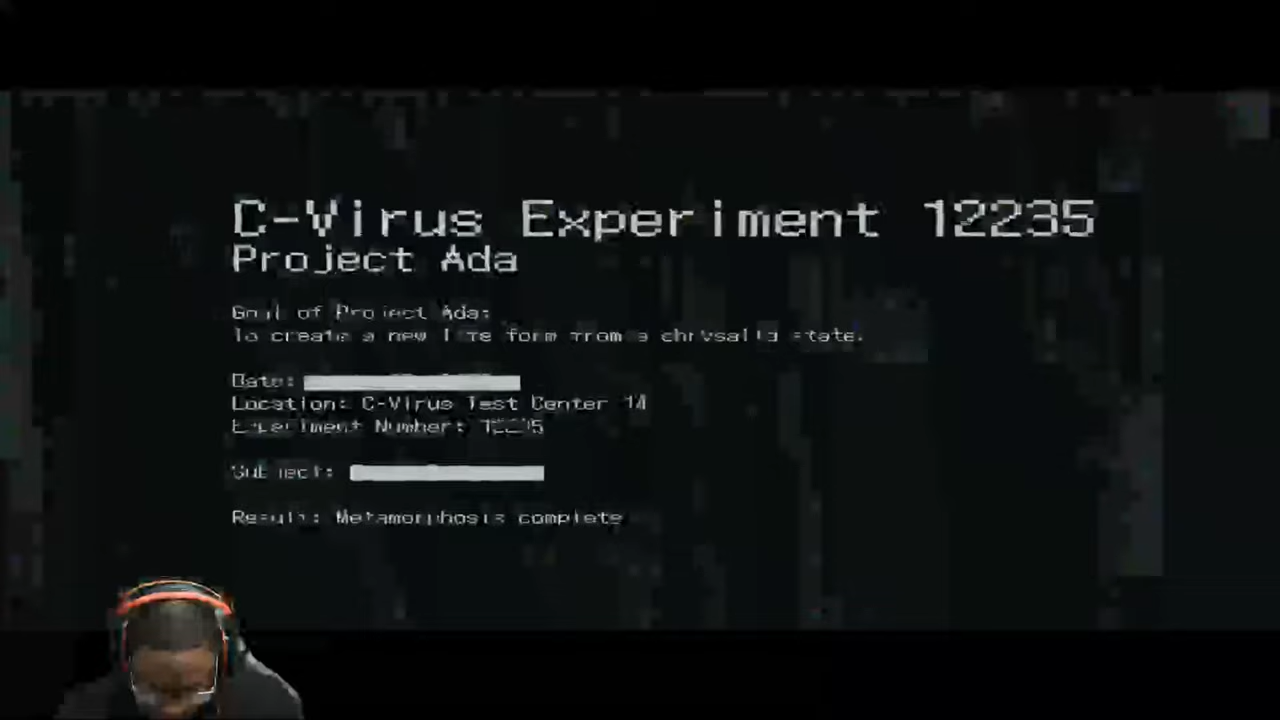 C-Virus Experiment 12235
Project Ada
Goal of Project Ada:
To create a new life form from a chrysalid state.
Date:
Location: C-Virus Test Center 14
Experiment Number: 12235
Subject:
Result: Metamorphosis complete